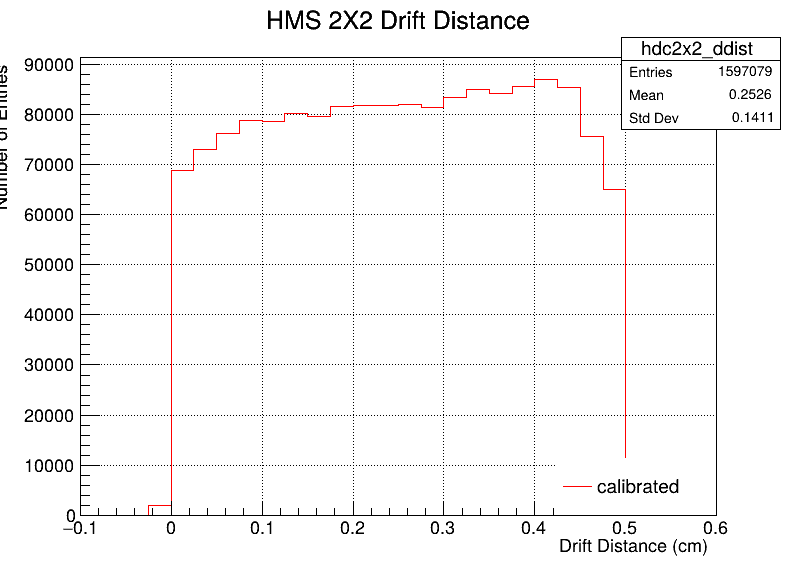 HMS 2X2 Drift Distance
hdc2x2_ddist
Entries 1597079
Mean 0.2526
Std Dev 0.1411
Number of Entries
90000
80000
70000
60000
50000
40000
30000
20000
10000
0
calibrated
−0.1 0 0.1 0.2 0.3 0.4 0.5 0.6
Drift Distance (cm)